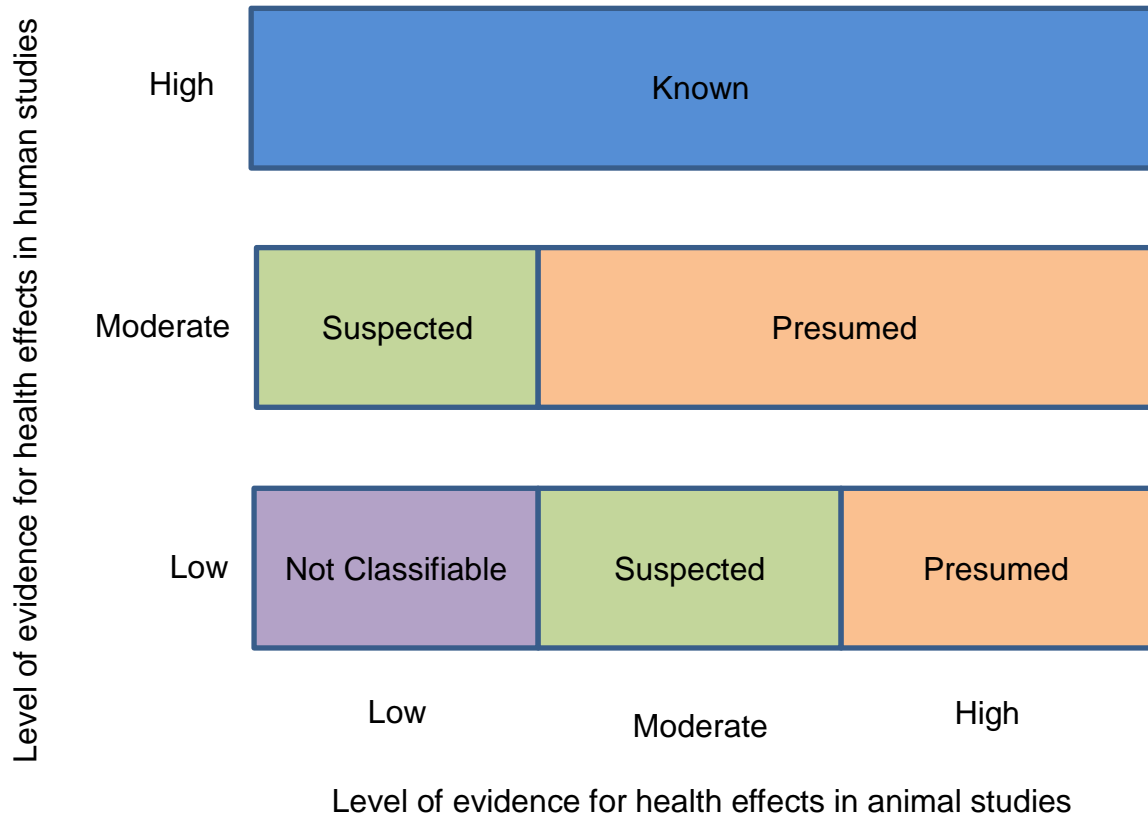 Level of evidence for health effects in human studies
High
Known
Moderate
Suspected
Presumed
Low
Not Classifiable
Suspected
Presumed
Low
Moderate
High
Level of evidence for health effects in animal studies